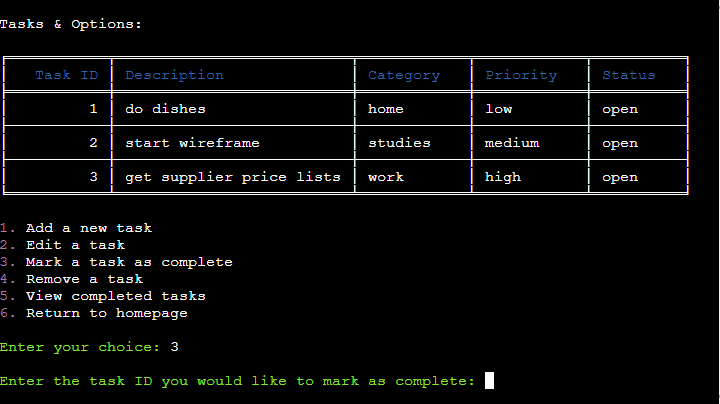 Tasks & Options:
Task ID Description Category Priority Status
1 do dishes home low open
2 start wireframe studies medium open
3 get supplier price lists work high open
1. Add a new task
2. Edit a task
3. Mark a task as complete
4. Remove a task
5. View completed tasks
6. Return to homepage
Enter your choice: 3
Enter the task ID you would like to mark as complete: